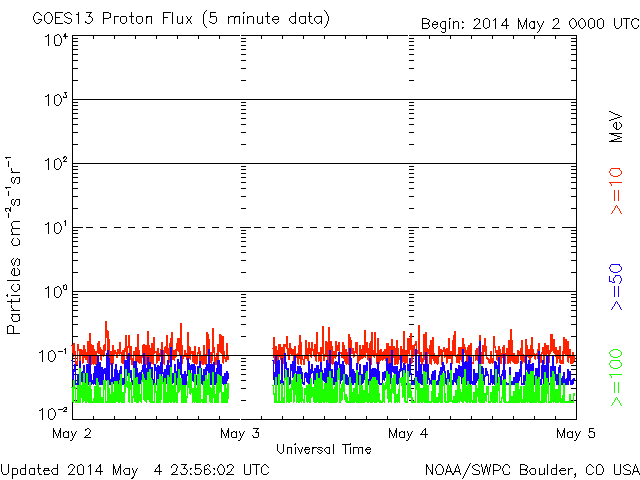 GOES13 Proton Flux (5 minute data)
Begin: 2014 May 2 0000 UTC
Particles cm⁻²s⁻¹sr⁻¹
10⁴
10³
10²
10¹
10⁰
10⁻¹
10⁻²
May 2
May 3
May 4
May 5
Universal Time
MeV
>=10
>=50
>=100
Updated 2014 May 4 23:56:02 UTC
NOAA/SWPC Boulder, CO USA